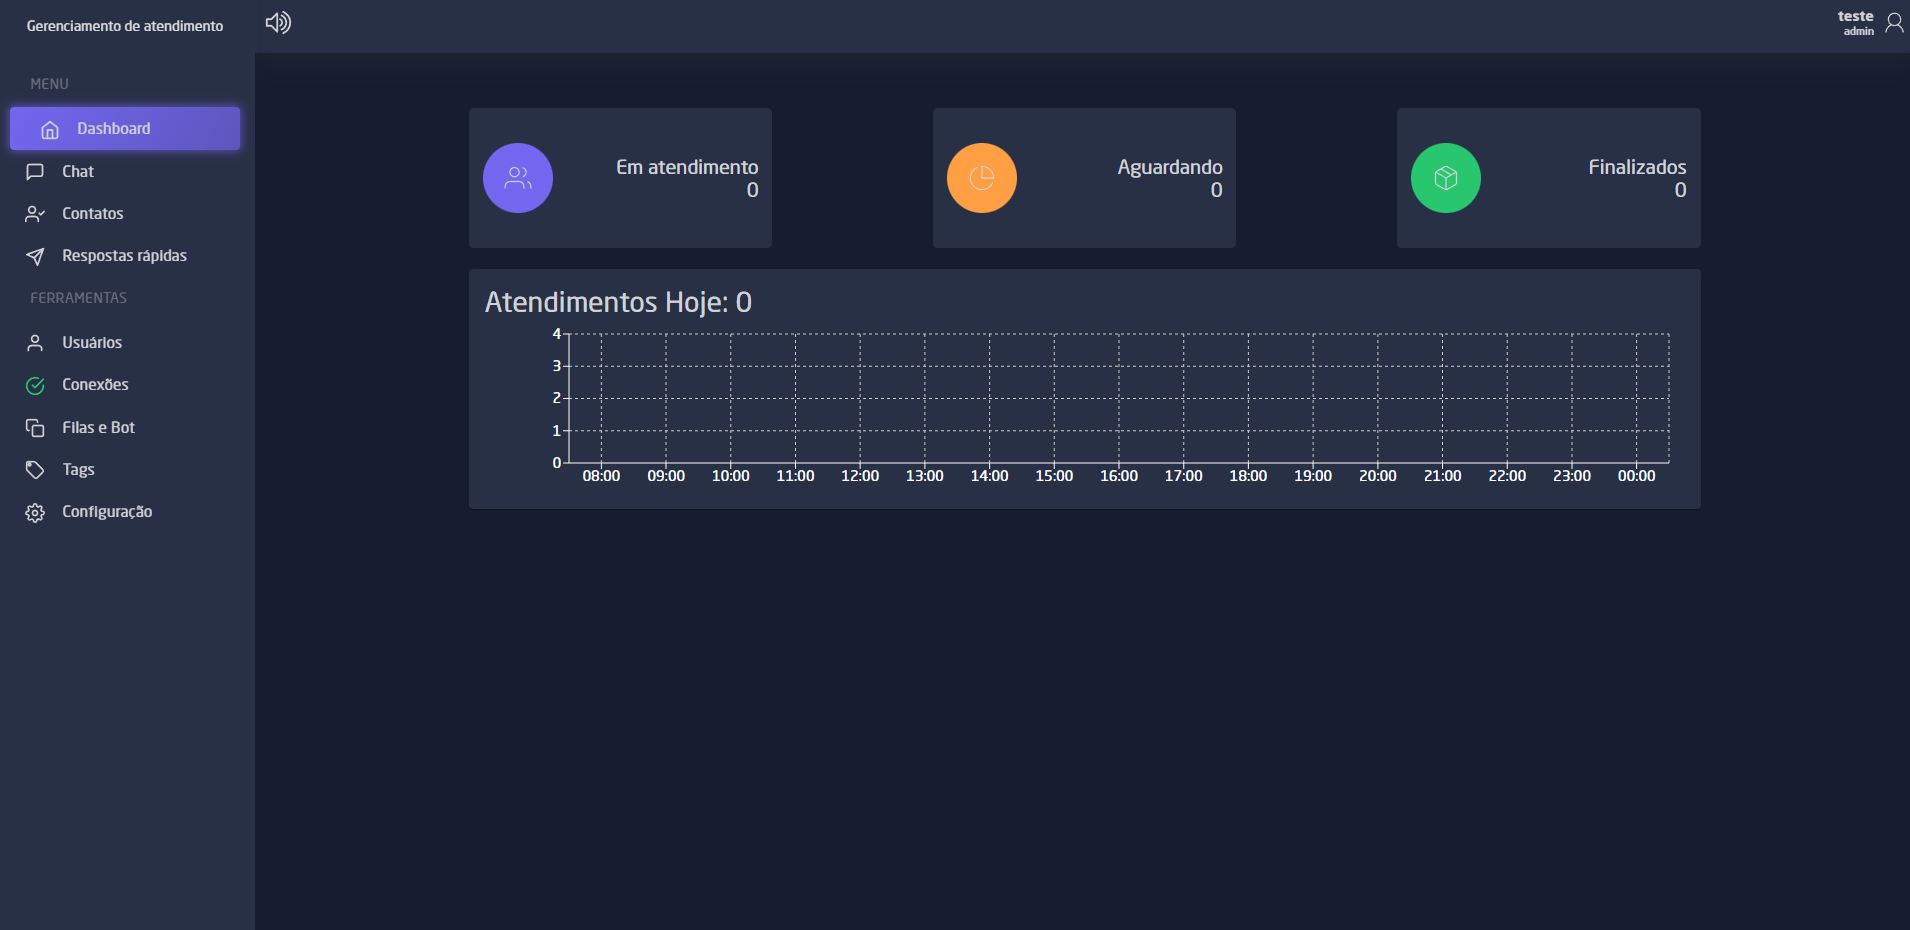 Gerenciamento de atendimento
teste
admin
MENU
Dashboard
Chat
Contatos
Respostas rápidas
FERRAMENTAS
Usuários
Conexões
Filas e Bot
Tags
Configuração
Em atendimento
0
Aguardando
0
Finalizados
0
Atendimentos Hoje: 0
4
3
2
1
0
08:00 09:00 10:00 11:00 12:00 13:00 14:00 15:00 16:00 17:00 18:00 19:00 20:00 21:00 22:00 23:00 00:00